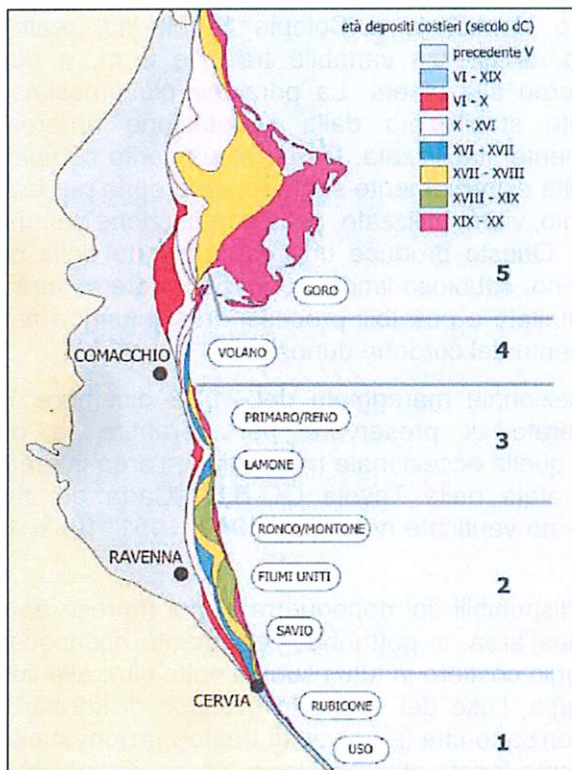 età depositi costieri (secolo dC)
precedente V
VI - XIX
VI - X
X - XVI
XVI - XVII
XVII - XVIII
XVIII - XIX
XIX - XX
5
GORO
VOLANO
4
COMACCHIO
PRIMARO/RENO
3
LAMONE
RONCO/MONTONE
RAVENNA
FIUMI UNITI
2
SAVIO
CERVIA
RUBICONE
1
USO